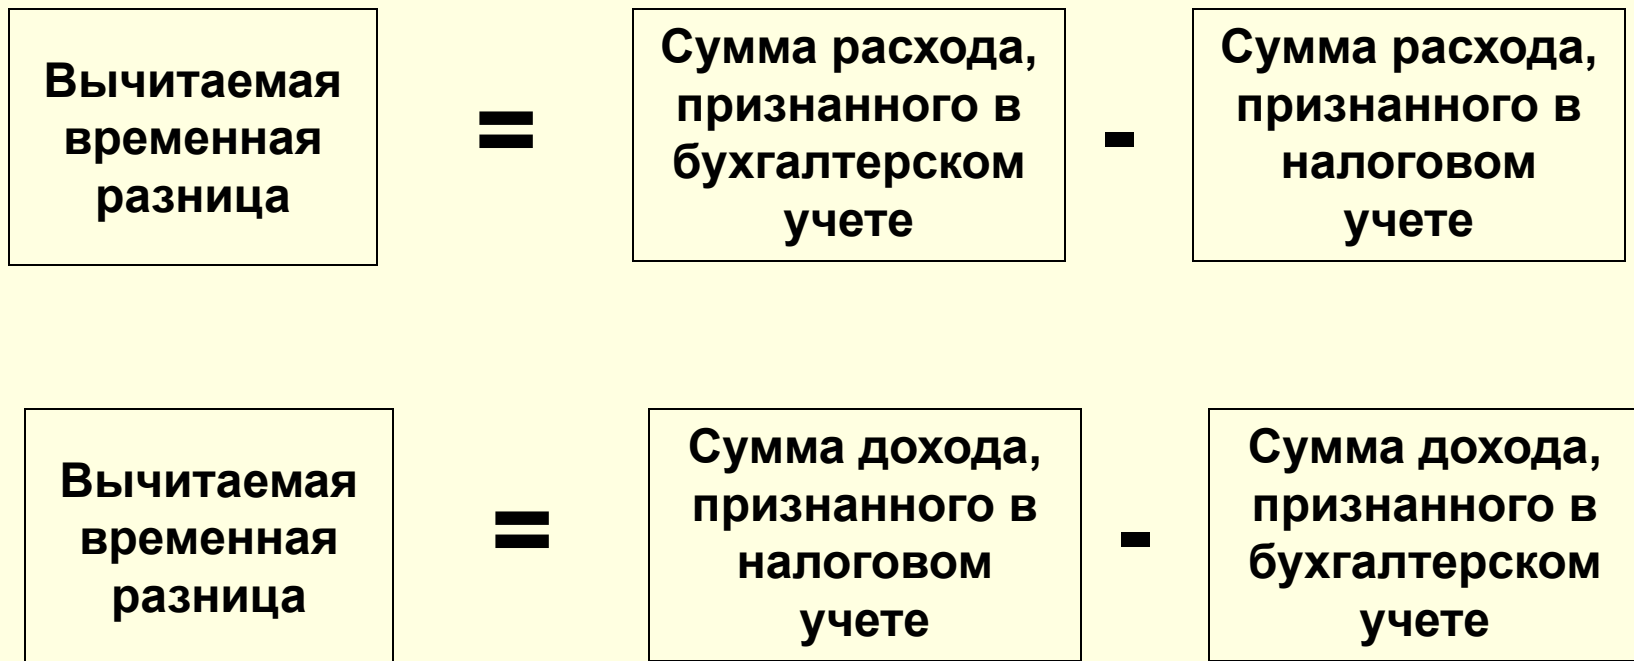 Вычитаемая
временная
разница
=
Сумма расхода,
признанного в
бухгалтерском
учете
-
Сумма расхода,
признанного в
налоговом
учете
Вычитаемая
временная
разница
=
Сумма дохода,
признанного в
налоговом
учете
-
Сумма дохода,
признанного в
бухгалтерском
учете